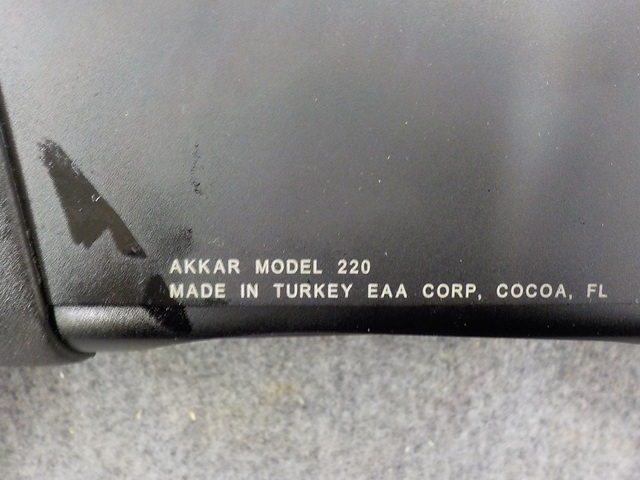 AKKAR MODEL 220
MADE IN TURKEY EAA CORP, COCOA, FL